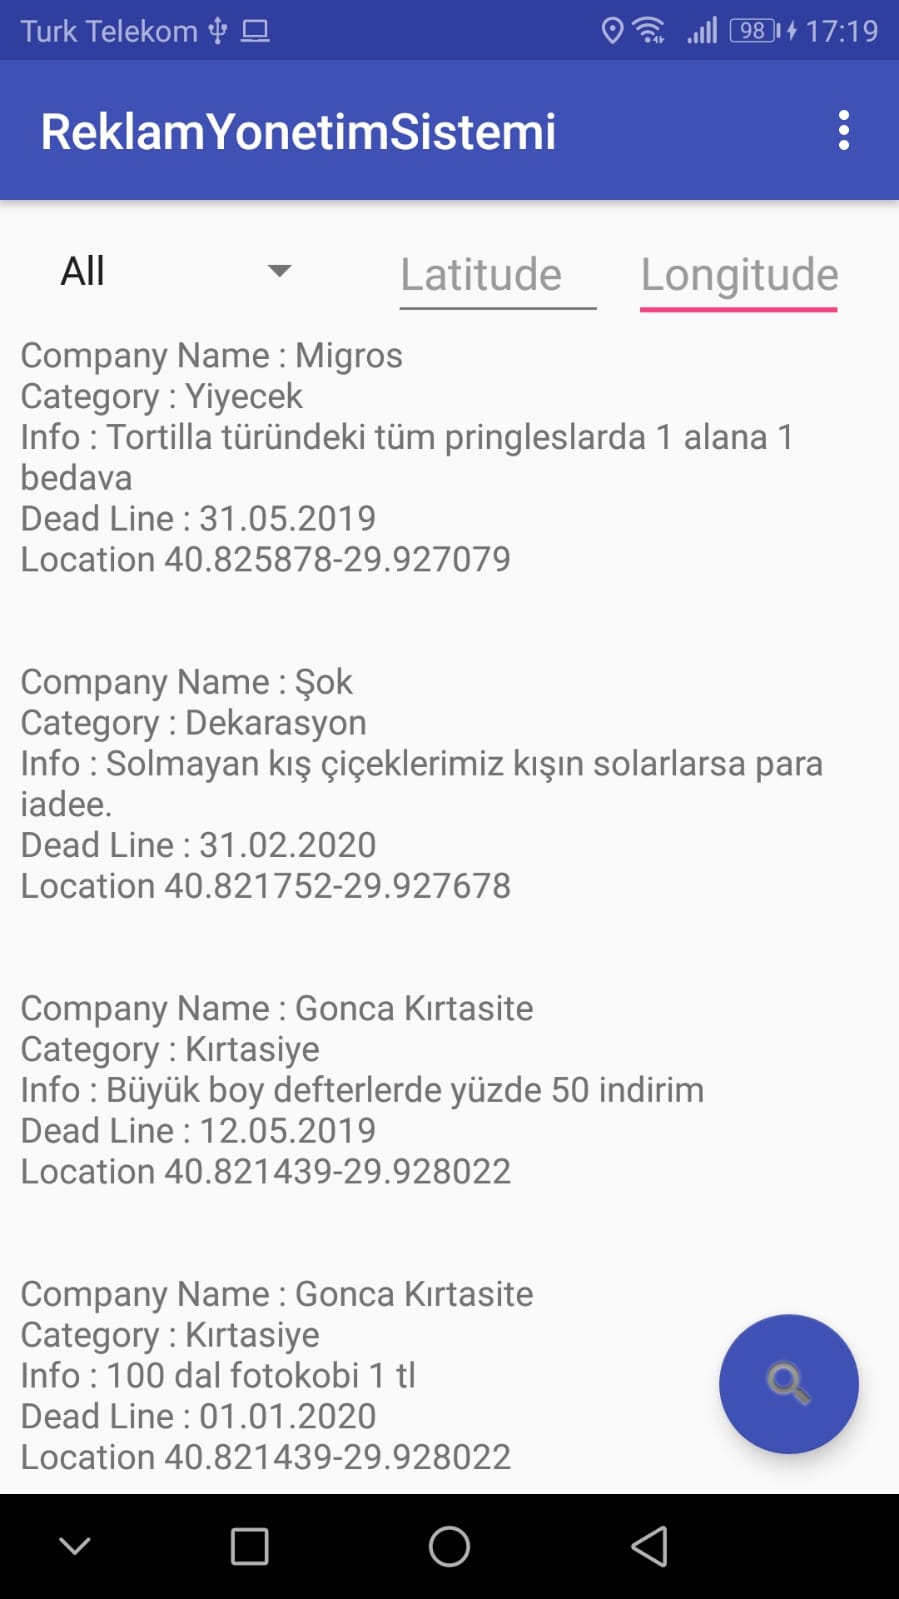 Turk Telekom 98 17:19
ReklamYonetimSistemi
All Latitude Longitude
Company Name : Migros
Category : Yiyecek
Info : Tortilla türündeki tüm pringleslarda 1 alana 1
bedava
Dead Line : 31.05.2019
Location 40.825878-29.927079
Company Name : Şok
Category : Dekarasyon
Info : Solmayan kış çiçeklerimiz kışın solarlarsa para
iadee.
Dead Line : 31.02.2020
Location 40.821752-29.927678
Company Name : Gonca Kırtasite
Category : Kırtasiye
Info : Büyük boy defterlerde yüzde 50 indirim
Dead Line : 12.05.2019
Location 40.821439-29.928022
Company Name : Gonca Kırtasite
Category : Kırtasiye
Info : 100 dal fotokobi 1 tl
Dead Line : 01.01.2020
Location 40.821439-29.928022